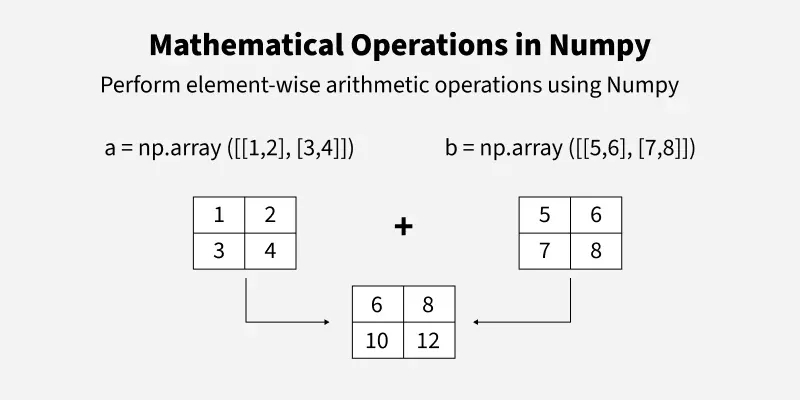 Mathematical Operations in Numpy
Perform element-wise arithmetic operations using Numpy
a = np.array ([[1,2], [3,4]]) b = np.array ([[5,6], [7,8]])
1 2 + 5 6
3 4 7 8
6 8
10 12